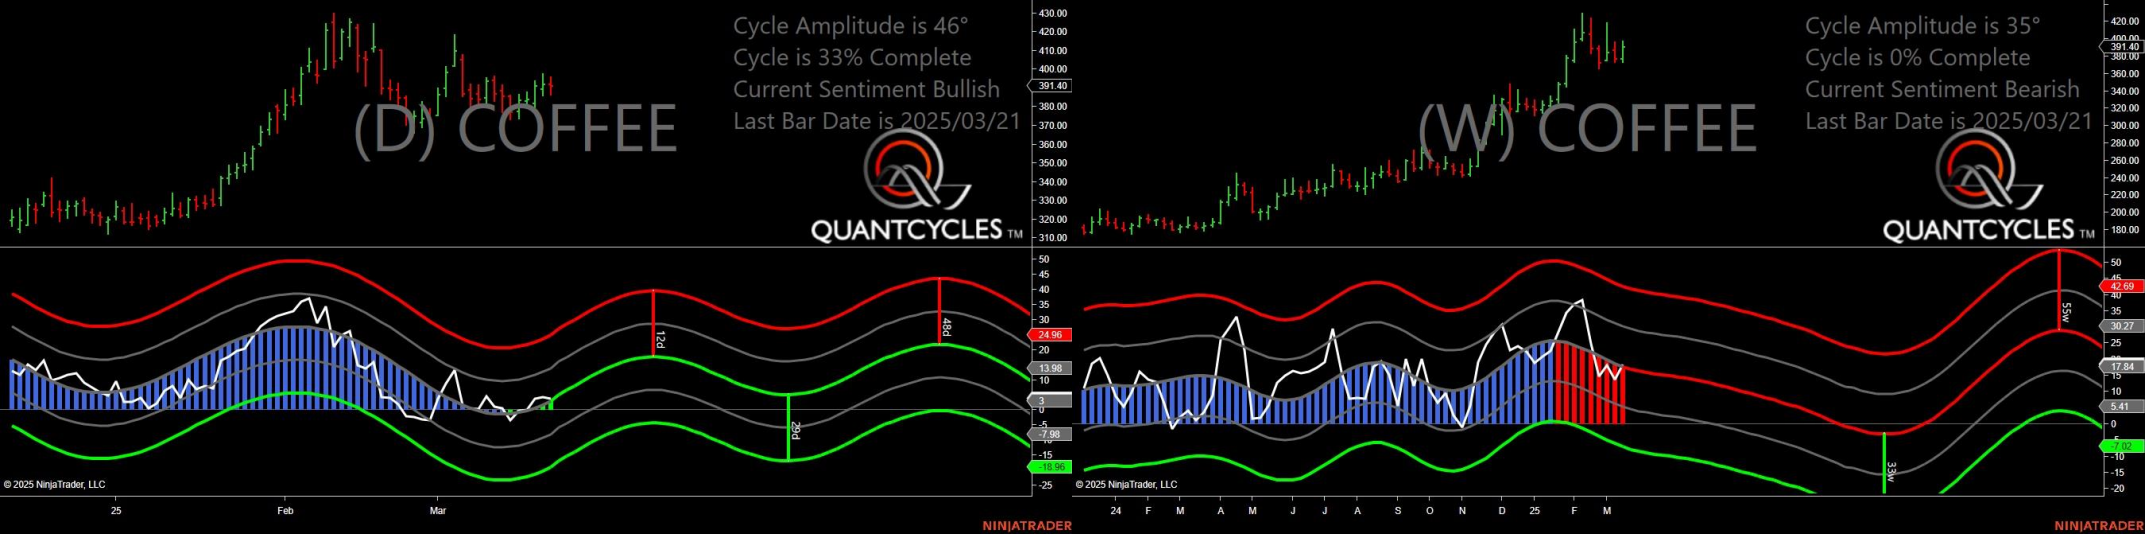 Cycle Amplitude is 46°
Cycle is 33% Complete
Current Sentiment Bullish
Last Bar Date is 2025/03/21
(D) COFFEE
QUANTCYCLES TM
430.00
420.00
410.00
400.00
391.40
380.00
370.00
360.00
350.00
340.00
330.00
320.00
310.00
50
45
40
35
30
24.96
20
13.98
10
3
0
-5
-7.98
-15
-18.96
-25
12d
29d
48d
© 2025 NinjaTrader, LLC
25
Feb
Mar
NINJATRADER
Cycle Amplitude is 35°
Cycle is 0% Complete
Current Sentiment Bearish
Last Bar Date is 2025/03/21
(W) COFFEE
QUANTCYCLES TM
420.00
400.00
391.40
380.00
360.00
340.00
320.00
300.00
280.00
260.00
240.00
220.00
200.00
180.00
50
42.69
40
35
30.27
25
17.84
15
10
5.41
0
-7.02
-10
-15
-20
55w
33w
© 2025 NinjaTrader, LLC
24
F
M
A
M
J
J
A
S
O
N
D
25
F
M
NINJATRADER